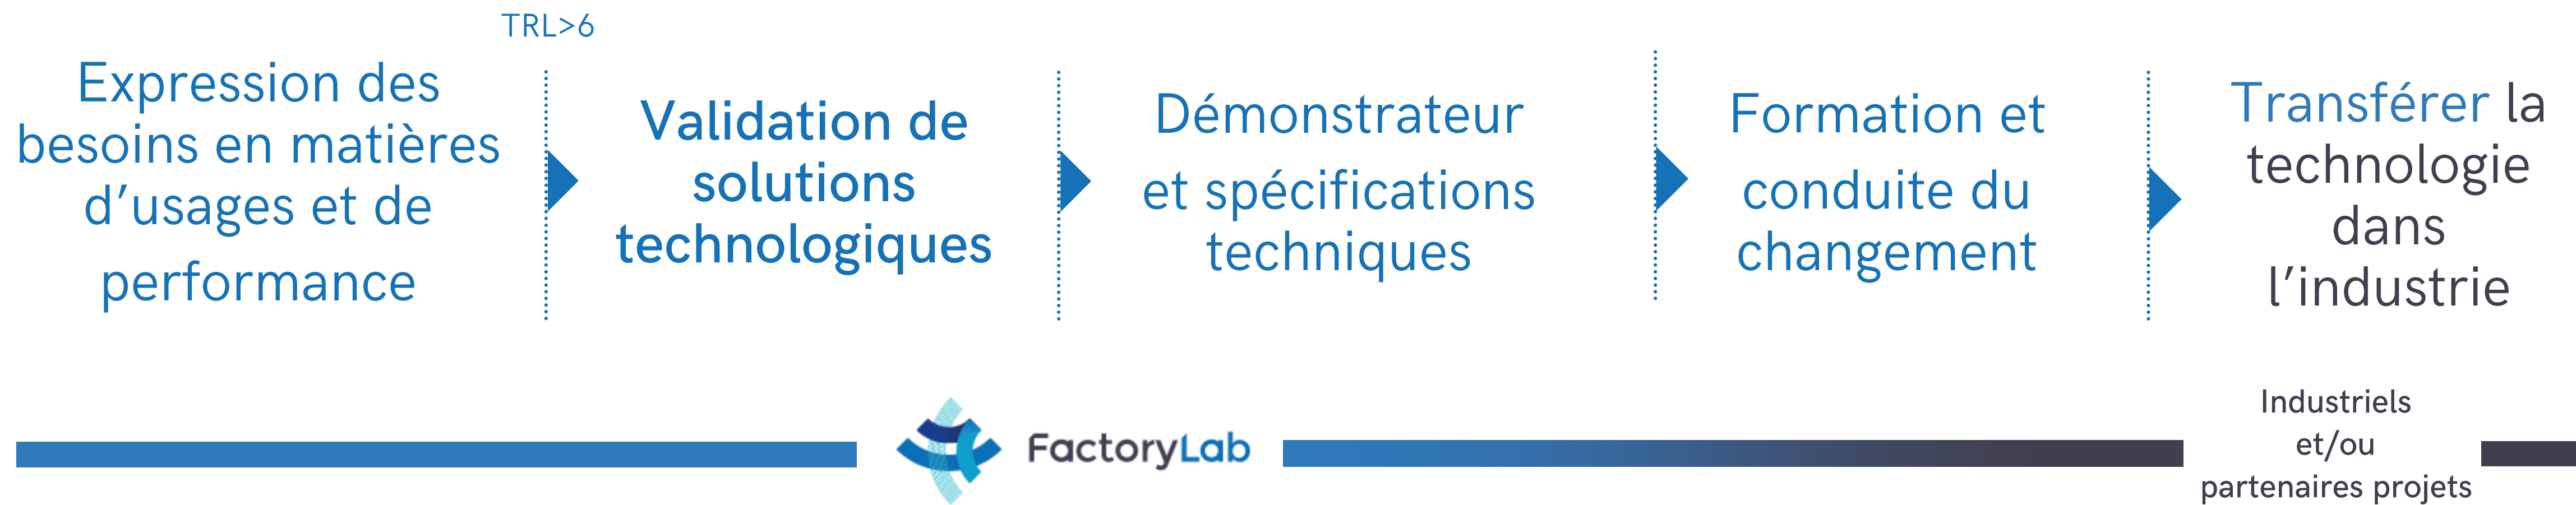 TRL>6
Expression des
besoins en matières
d’usages et de
performance
Validation de
solutions
technologiques
Démonstrateur
et spécifications
techniques
Formation et
conduite du
changement
Transférer la
technologie
dans
l’industrie
FactoryLab
Industriels
et/ou
partenaires projets